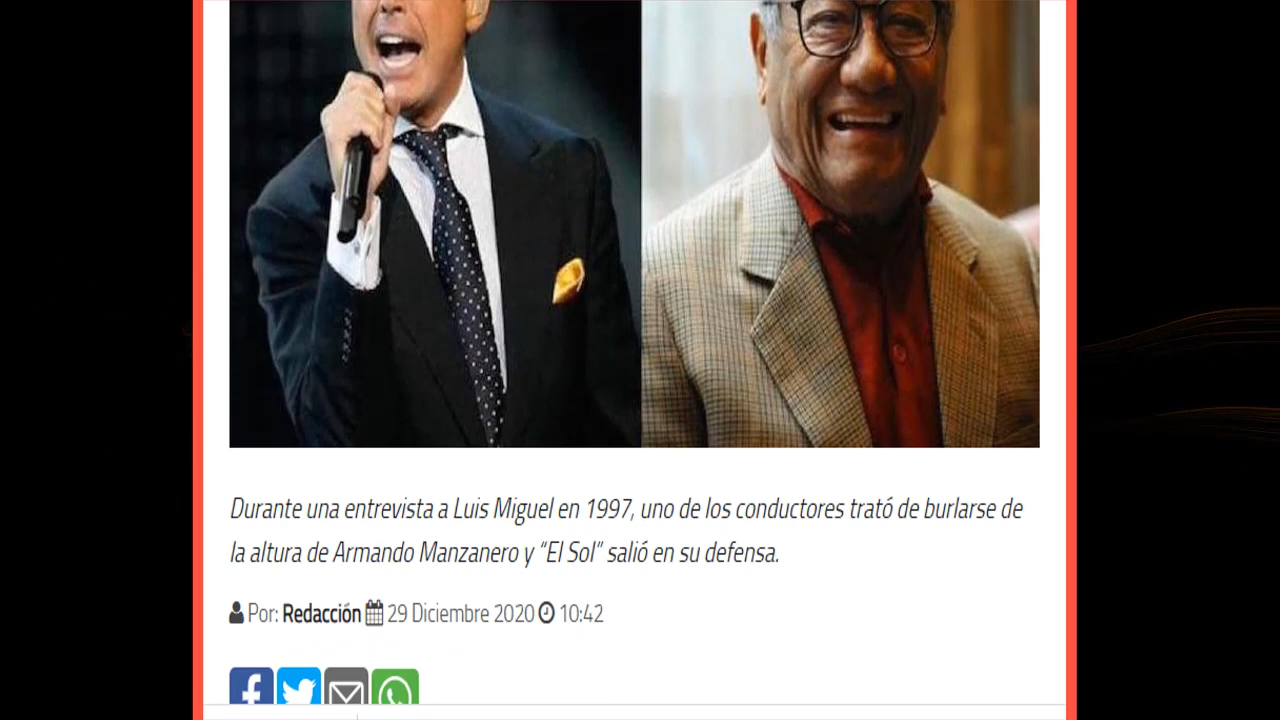 Durante una entrevista a Luis Miguel en 1997, uno de los conductores trató de burlarse de
la altura de Armando Manzanero y “El Sol” salió en su defensa.
Por: Redacción 29 Diciembre 2020 10:42